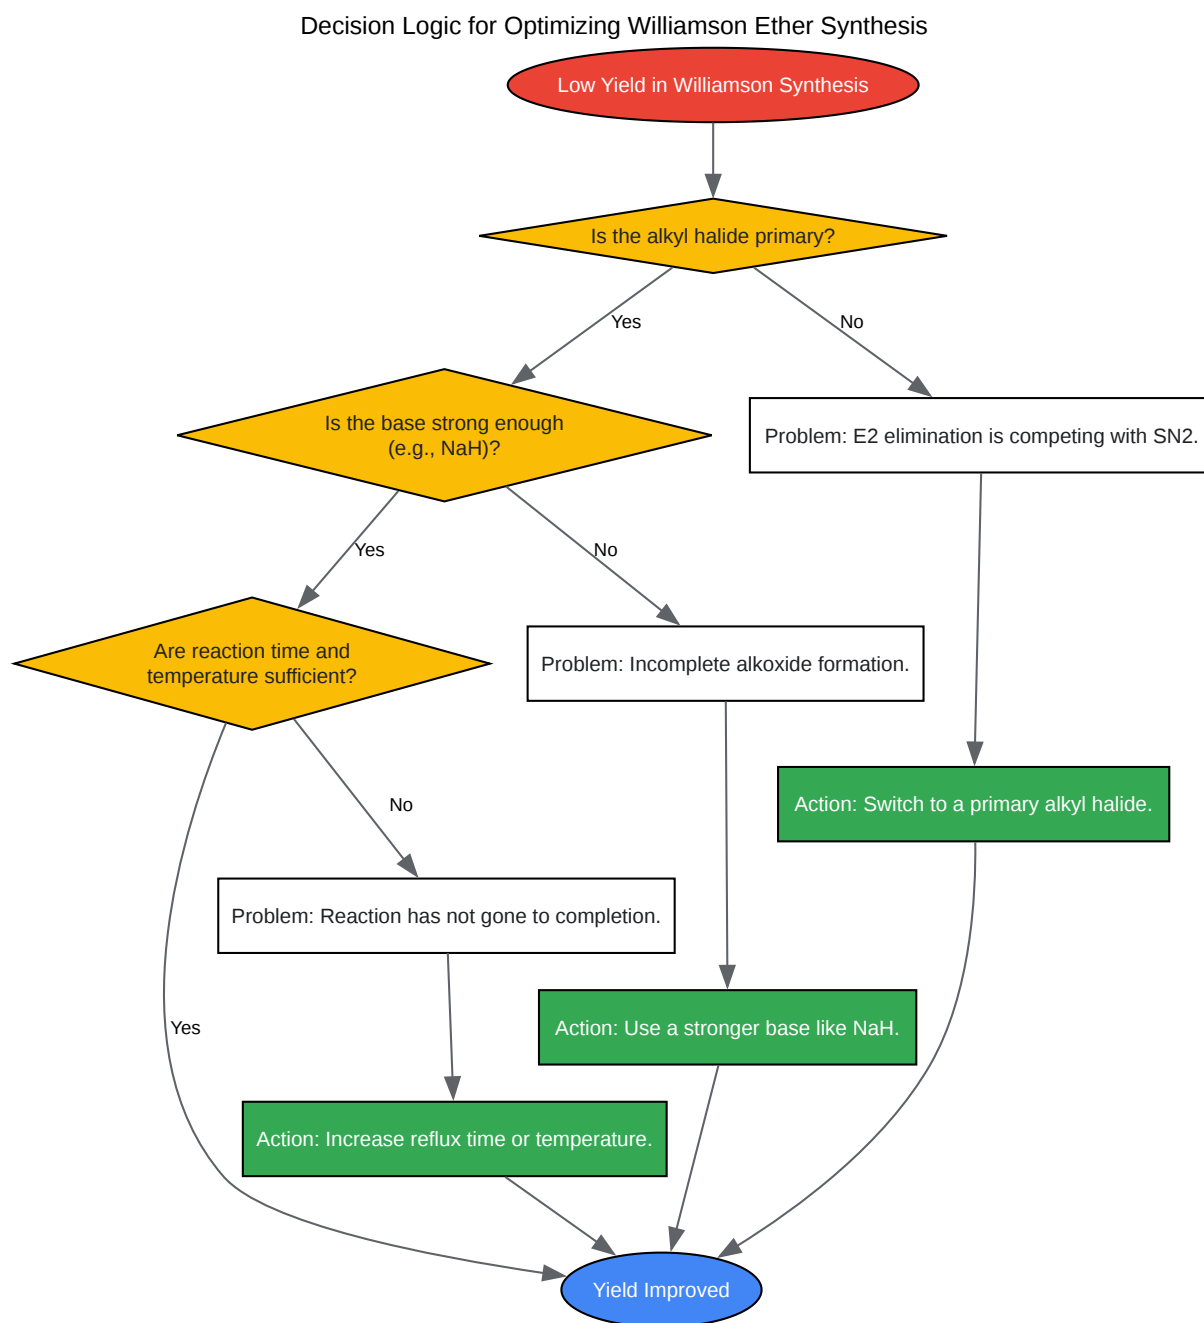 Decision Logic for Optimizing Williamson Ether Synthesis
Low Yield in Williamson Synthesis
Is the alkyl halide primary?
Yes
No
Is the base strong enough
(e.g., NaH)?
Problem: E2 elimination is competing with SN2.
Yes
No
Are reaction time and
temperature sufficient?
Problem: Incomplete alkoxide formation.
Action: Switch to a primary alkyl halide.
No
Problem: Reaction has not gone to completion.
Yes
Action: Use a stronger base like NaH.
Action: Increase reflux time or temperature.
Yield Improved